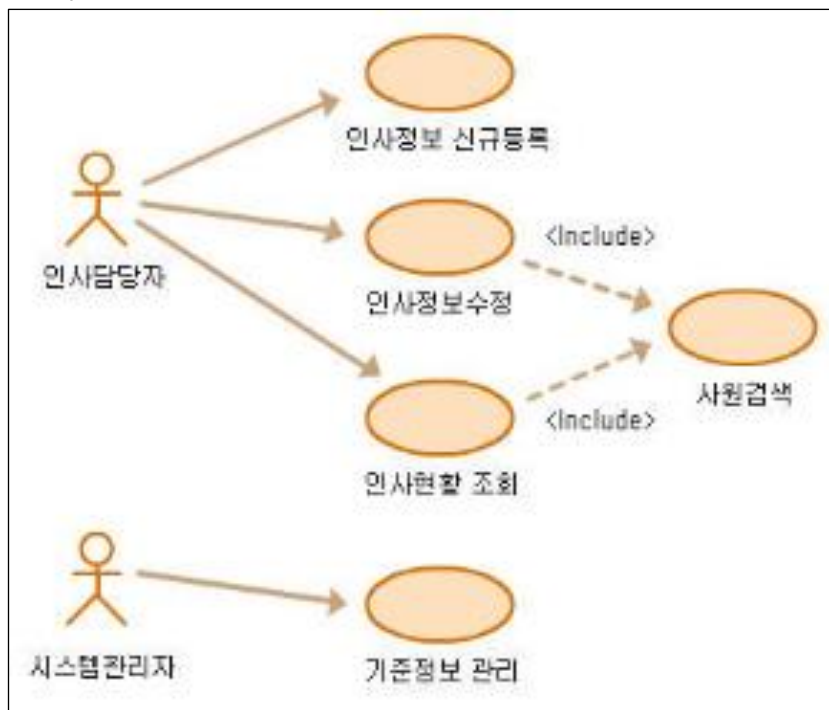 인사정보 신규등록
<include>
인사담당자
인사정보수정
사원검색
<include>
인사현황 조회
시스템관리자
기준정보 관리